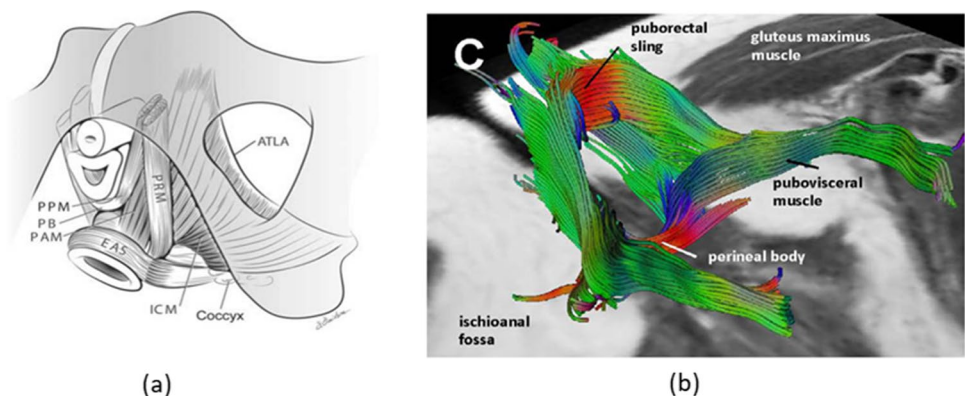 ATLA
PRM
PPM
PB
PAM
EAS
ICM
Coccyx
(a)
C
puborectal
sling
gluteus maximus
muscle
pubovisceral
muscle
perineal body
ischioanal
fossa
(b)